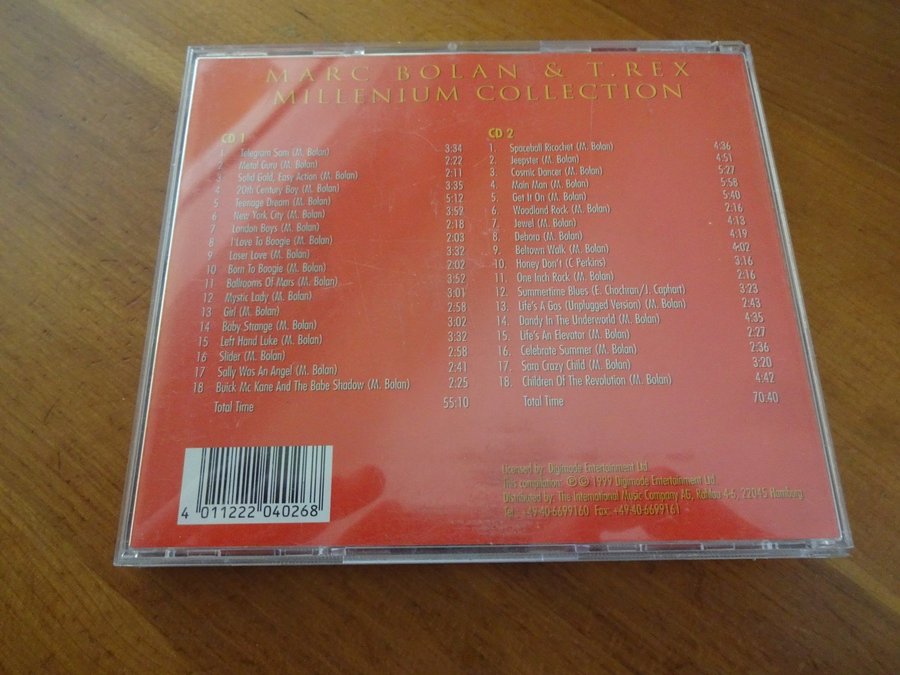 MARC BOLAN & T.REX
MILLENIUM COLLECTION
CD 1
1 Telegram Sam (M. Bolan) 3:34
2 Metal Guru (M. Bolan) 2:22
3 Solid Gold, Easy Action (M. Bolan) 2:11
4 20th Century Boy (M. Bolan) 3:35
5 Teenage Dream (M. Bolan) 5:12
6 New York City (M. Bolan) 3:52
7 London Boys (M. Bolan) 2:18
8 I Love To Boogie (M. Bolan) 2:03
9 Laser Love (M. Bolan) 3:32
10 Born To Boogie (M. Bolan) 2:02
11 Ballrooms Of Mars (M. Bolan) 3:52
12 Mystic Lady (M. Bolan) 3:01
13 Girl (M. Bolan) 2:58
14 Baby Strange (M. Bolan) 3:02
15 Left Hand Luke (M. Bolan) 3:32
16 Slider (M. Bolan) 2:58
17 Sally Was An Angel (M. Bolan) 2:41
18 Buick Mc Kane And The Babe Shadow (M. Bolan) 2:25
Total Time 55:10
CD 2
1. Spaceball Ricochet (M. Bolan) 4:36
2. Jeepster (M. Bolan) 4:51
3. Cosmic Dancer (M. Bolan) 5:27
4. Main Man (M. Bolan) 5:58
5. Get It On (M. Bolan) 5:40
6. Woodland Rock (M. Bolan) 2:16
7. Jewel (M. Bolan) 4:13
8. Debora (M. Bolan) 4:19
9. Beltown Walk (M. Bolan) 4:02
10. Honey Don't (C Perkins) 3:16
11. One Inch Rock (M. Bolan) 2:16
12. Summertime Blues (E. Chochran/J. Caphart) 3:23
13. Life's A Gas (Unplugged Version) (M. Bolan) 2:43
14. Dandy In The Underworld (M. Bolan) 4:35
15. Life's An Elevator (M. Bolan) 2:27
16. Celebrate Summer (M. Bolan) 2:36
17. Sara Crazy Child (M. Bolan) 3:20
18. Children Of The Revolution (M. Bolan) 4:42
Total Time 70:40
4 011222 040268
Licensed by: Digimode Entertainment Ltd.
This compilation: ℗ © 1999 Digimode Entertainment Ltd
Distributed by: The International Music Company AG, 4-6, 22045 Hamburg
Tel.: +49-40-6699160 Fax: +49-40-6699161